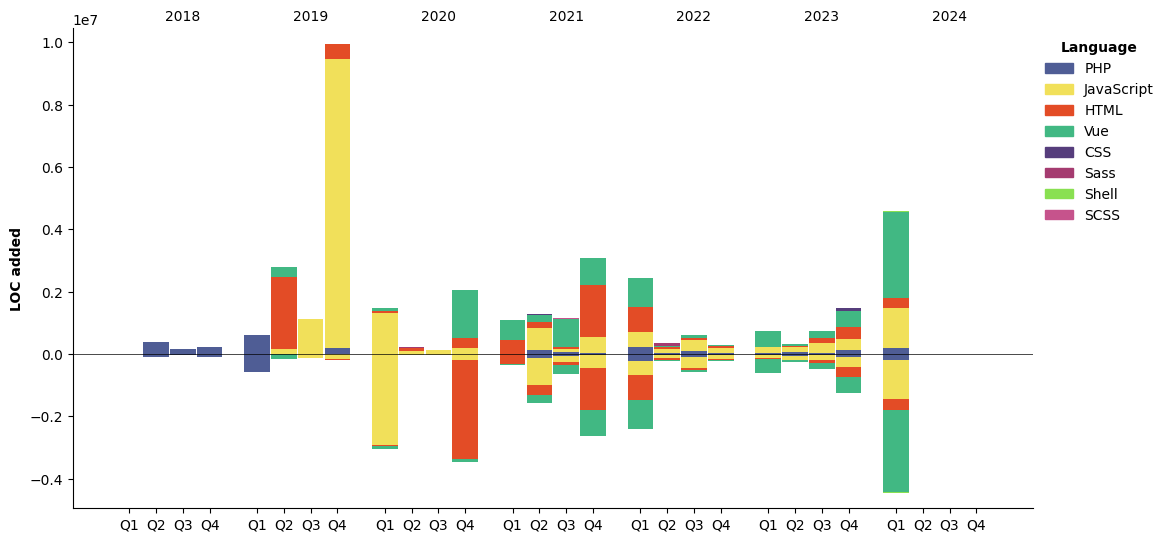 1e7
2018 2019 2020 2021 2022 2023 2024
1.0
0.8
0.6
0.4
0.2
0.0
−0.2
−0.4
LOC added
Q1 Q2 Q3 Q4 Q1 Q2 Q3 Q4 Q1 Q2 Q3 Q4 Q1 Q2 Q3 Q4 Q1 Q2 Q3 Q4 Q1 Q2 Q3 Q4 Q1 Q2 Q3 Q4
Language
PHP
JavaScript
HTML
Vue
CSS
Sass
Shell
SCSS